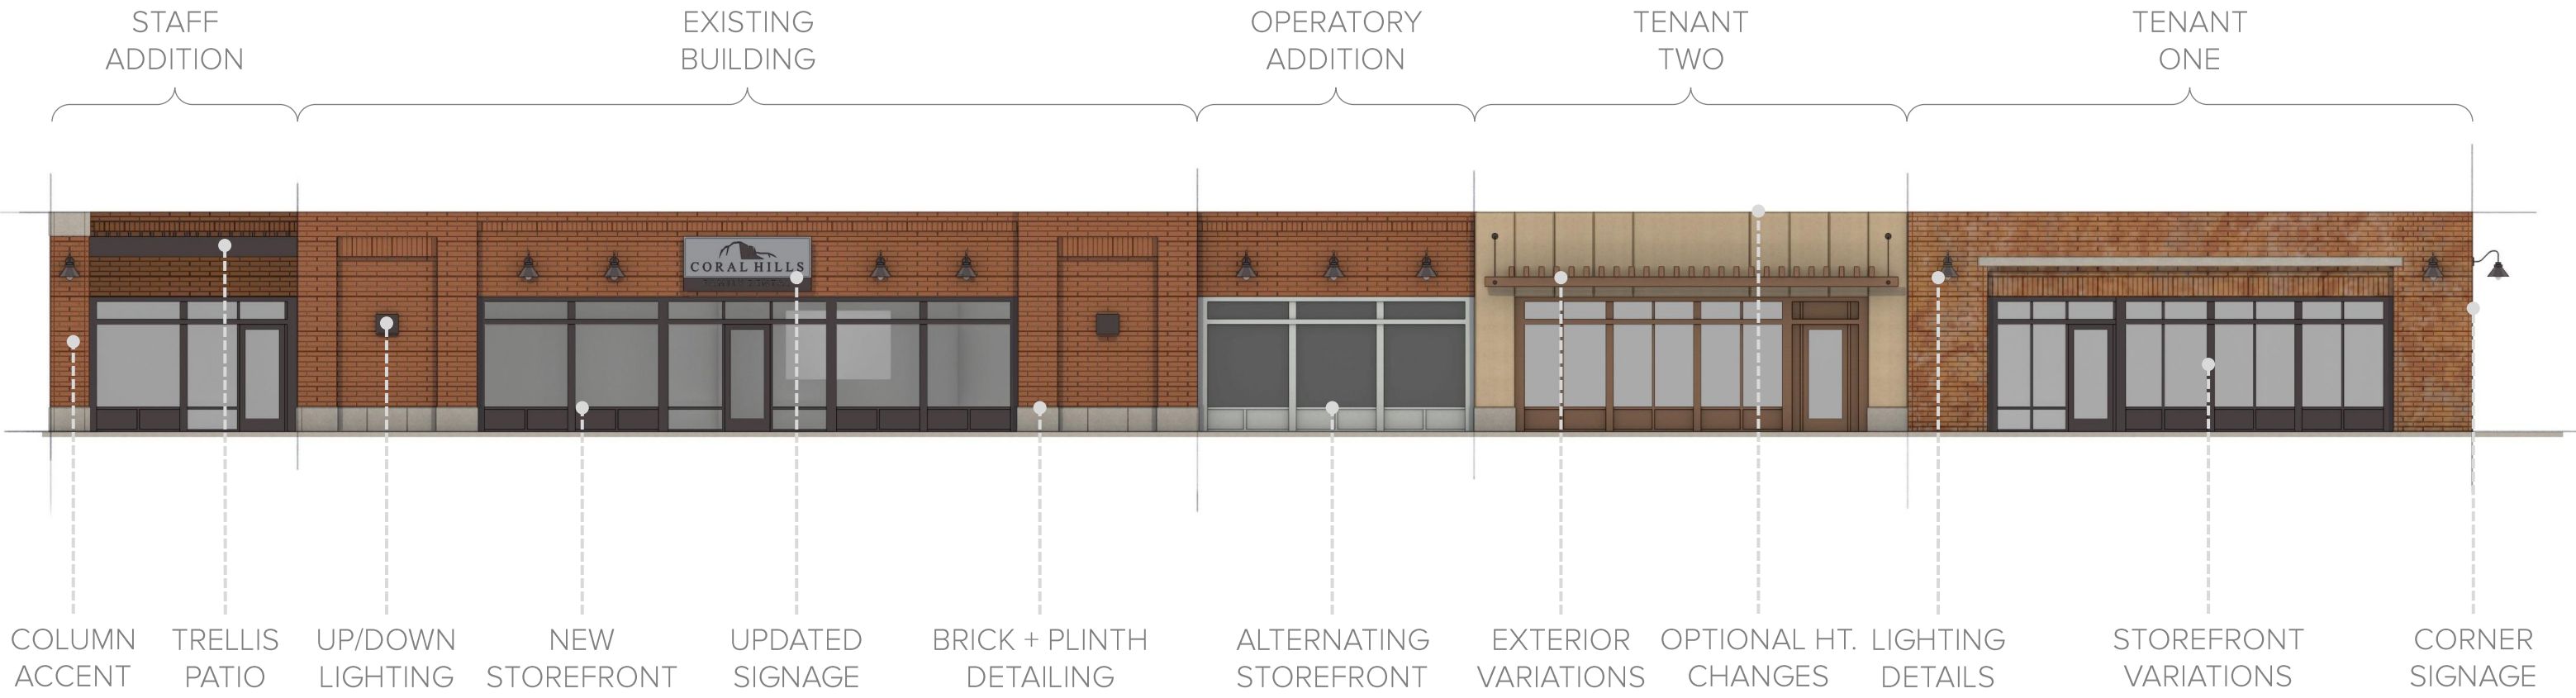 STAFF
ADDITION
EXISTING
BUILDING
OPERATORY
ADDITION
TENANT
TWO
TENANT
ONE
CORAL HILLS
COLUMN
ACCENT
TRELLIS
PATIO
UP/DOWN
LIGHTING
NEW
STOREFRONT
UPDATED
SIGNAGE
BRICK + PLINTH
DETAILING
ALTERNATING
STOREFRONT
EXTERIOR
VARIATIONS
OPTIONAL HT.
CHANGES
LIGHTING
DETAILS
STOREFRONT
VARIATIONS
CORNER
SIGNAGE